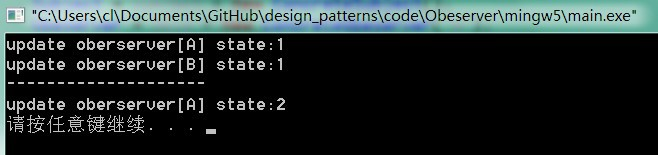 "C:\Users\cl\Documents\GitHub\design_patterns\code\Obeserver\mingw5\main.exe"
update oberserver[A] state:1
update oberserver[B] state:1
--------------------
update oberserver[A] state:2
请按任意键继续. . .